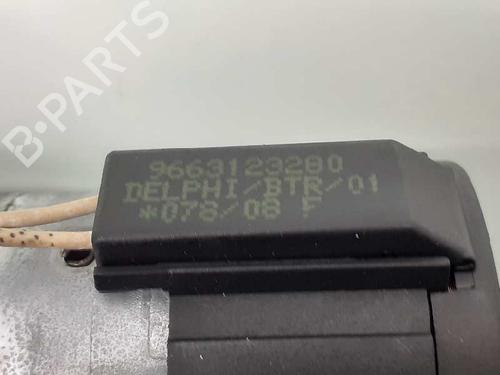 B-PARTS
9663123280
DELPHI/BTR-01
*078-08 F